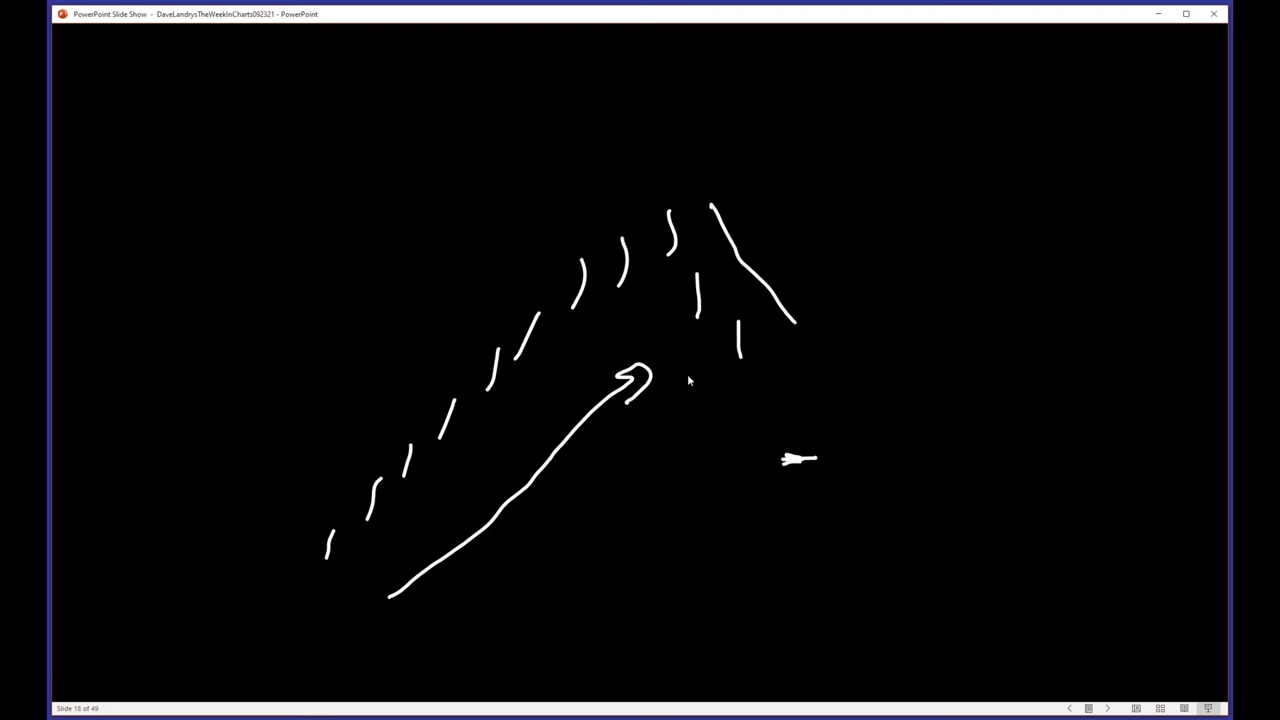 PowerPoint Slide Show - DaveLandrysTheWeekInCharts092321 - PowerPoint
Slide 18 of 49